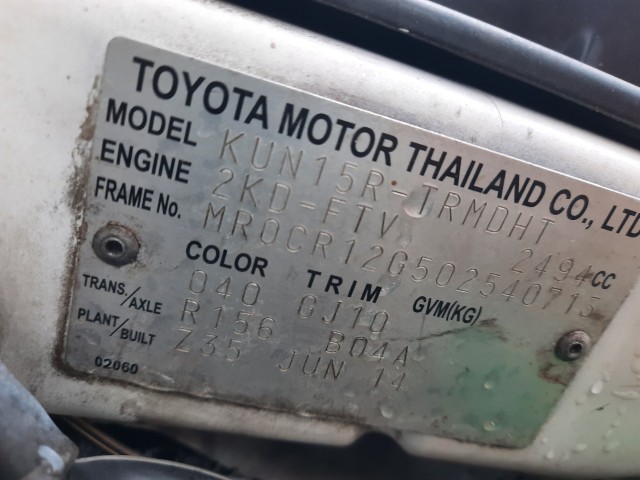 TOYOTA MOTOR THAILAND CO., LTD
MODEL KUN15R-TRMDHT
ENGINE 2KD-FTV 2494CC
FRAME No. MR0CR12G502540713
COLOR TRIM GVM(KG)
040 GJ10
TRANS./AXLE R156 B04A
PLANT/BUILT Z35 JUN 14
02060